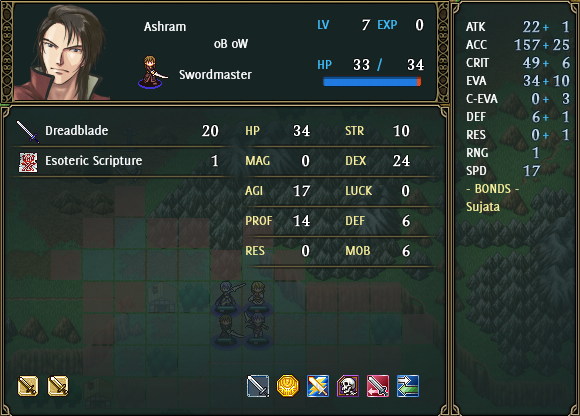 Ashram
LV 7 EXP 0
oB oW
Swordmaster
HP 33 / 34
Dreadblade 20
Esoteric Scripture 1
HP 34 STR 10
MAG 0 DEX 24
AGI 17 LUCK 0
PROF 14 DEF 6
RES 0 MOB 6
ATK 22+ 1
ACC 157+ 25
CRIT 49+ 6
EVA 34+ 10
C-EVA 0+ 3
DEF 6+ 1
RES 0+ 1
RNG 1
SPD 17
- BONDS -
Sujata